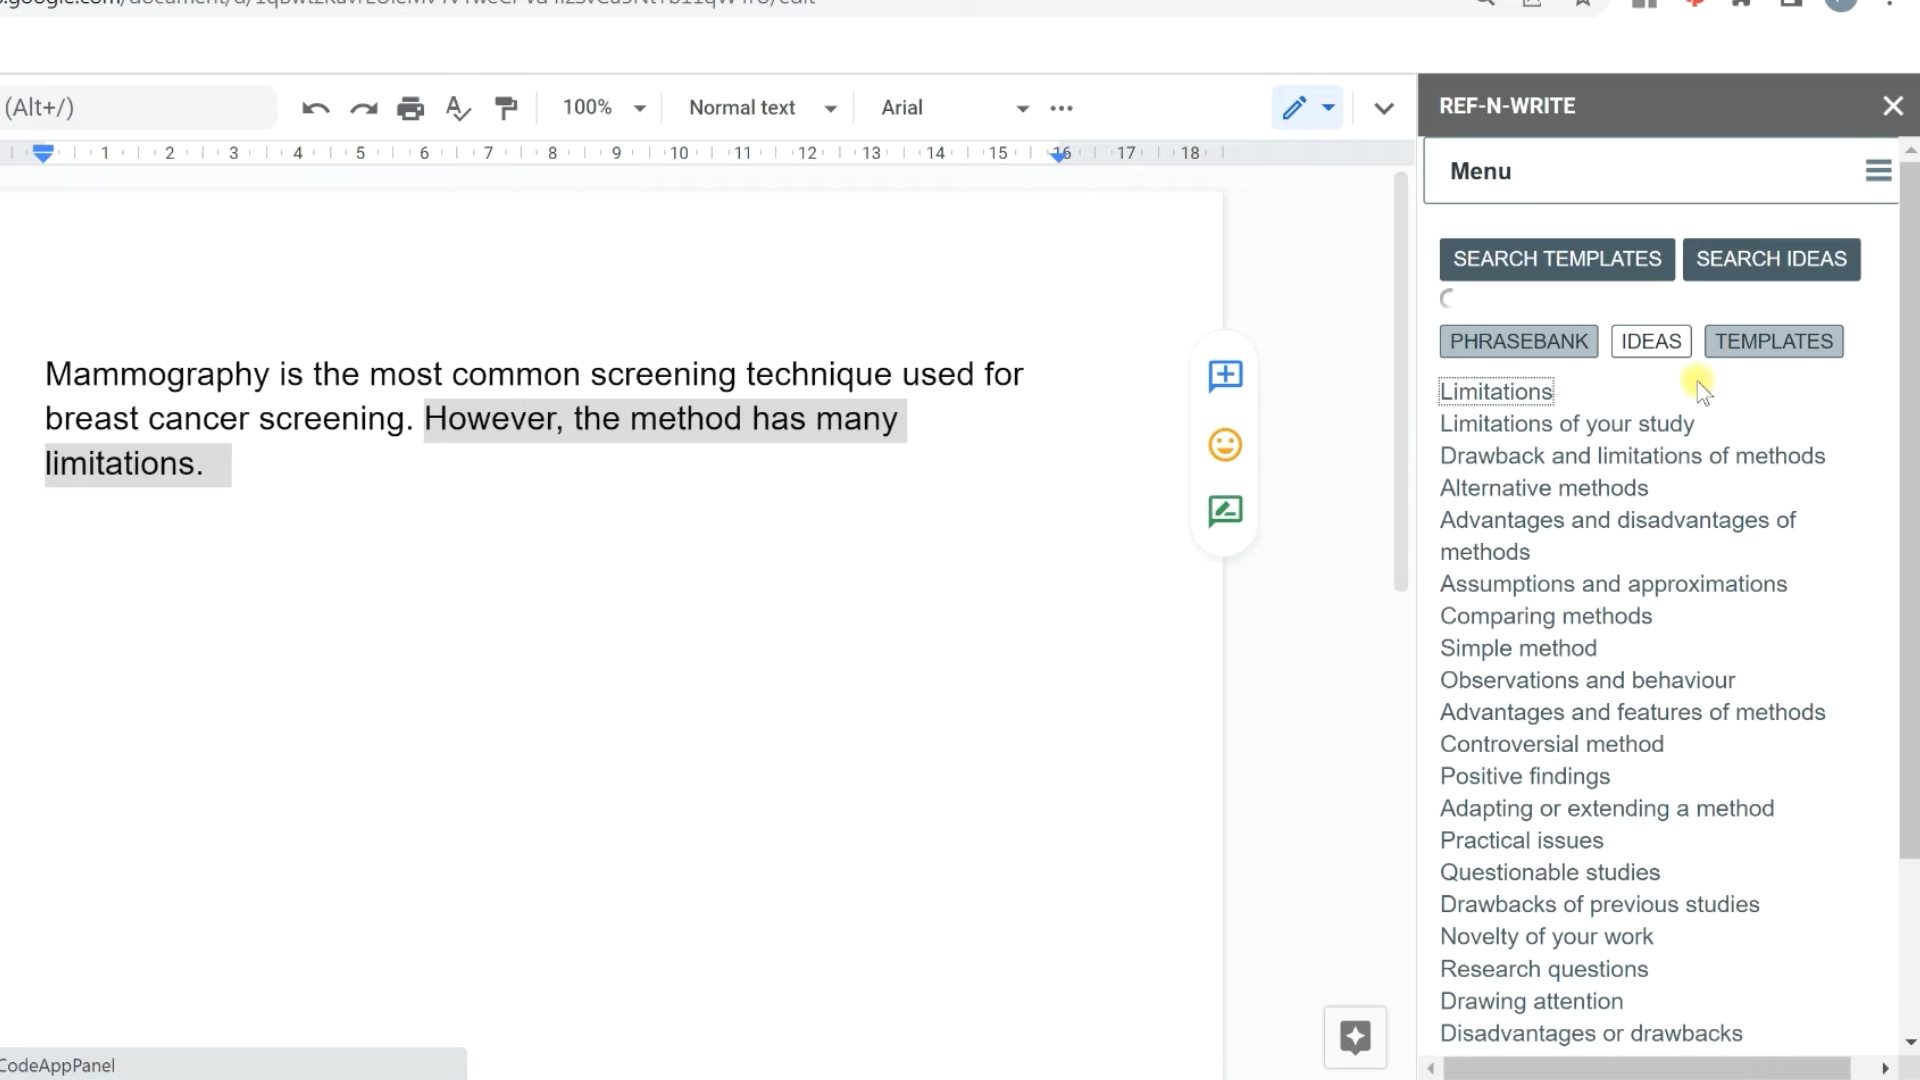 (Alt+/)
100%
Normal text
Arial
1 2 3 4 5 6 7 8 9 10 11 12 13 14 15 16 17 18
Mammography is the most common screening technique used for
breast cancer screening. However, the method has many
limitations.
CodeAppPanel
REF-N-WRITE
Menu
SEARCH TEMPLATES SEARCH IDEAS
PHRASEBANK IDEAS TEMPLATES
Limitations
Limitations of your study
Drawback and limitations of methods
Alternative methods
Advantages and disadvantages of
methods
Assumptions and approximations
Comparing methods
Simple method
Observations and behaviour
Advantages and features of methods
Controversial method
Positive findings
Adapting or extending a method
Practical issues
Questionable studies
Drawbacks of previous studies
Novelty of your work
Research questions
Drawing attention
Disadvantages or drawbacks